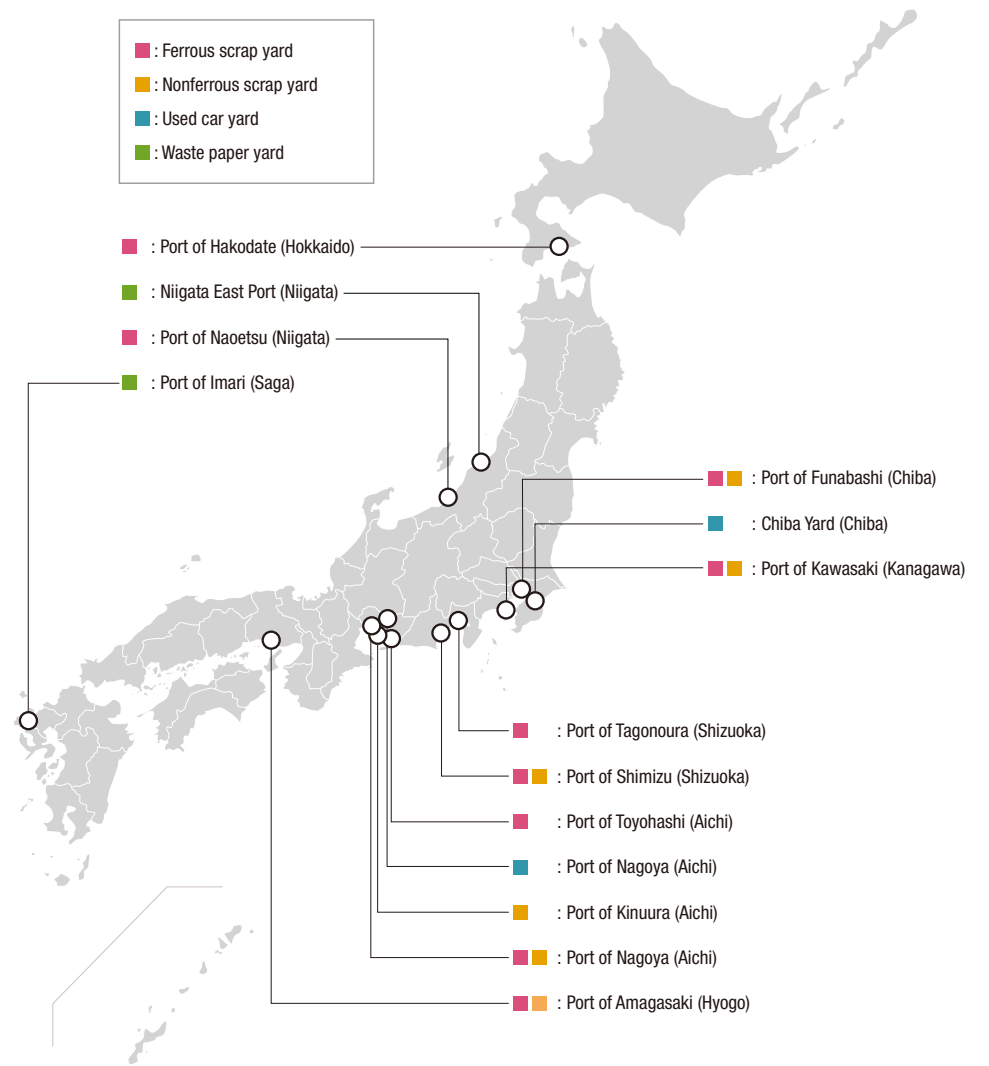 : Ferrous scrap yard
: Nonferrous scrap yard
: Used car yard
: Waste paper yard
: Port of Hakodate (Hokkaido)
: Niigata East Port (Niigata)
: Port of Naoetsu (Niigata)
: Port of Imari (Saga)
: Port of Funabashi (Chiba)
: Chiba Yard (Chiba)
: Port of Kawasaki (Kanagawa)
: Port of Tagonoura (Shizuoka)
: Port of Shimizu (Shizuoka)
: Port of Toyohashi (Aichi)
: Port of Nagoya (Aichi)
: Port of Kinuura (Aichi)
: Port of Nagoya (Aichi)
: Port of Amagasaki (Hyogo)